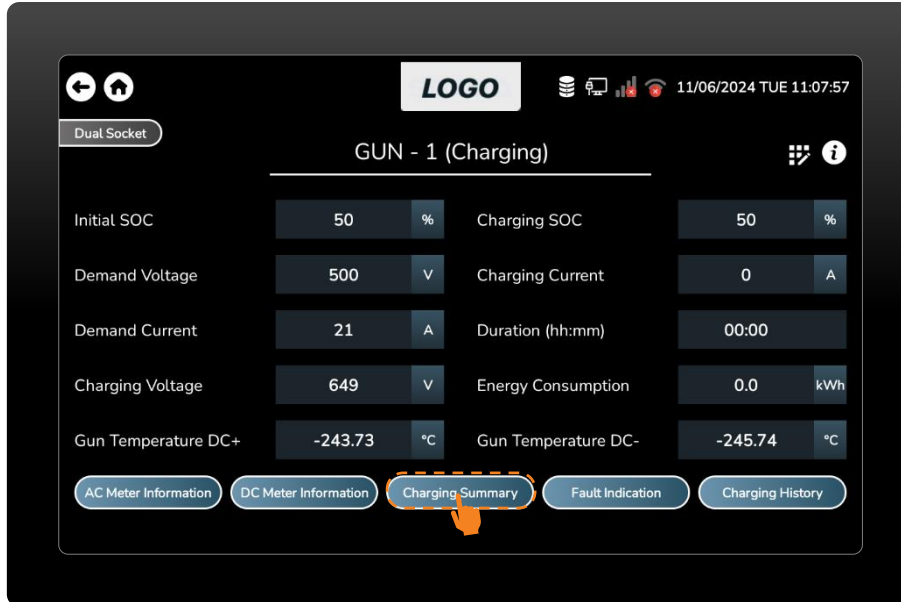 LOGO
11/06/2024 TUE 11:07:57
Dual Socket
GUN - 1 (Charging)
i
Initial SOC 50 % Charging SOC 50 %
Demand Voltage 500 V Charging Current 0 A
Demand Current 21 A Duration (hh:mm) 00:00
Charging Voltage 649 V Energy Consumption 0.0 kWh
Gun Temperature DC+ -243.73 °C Gun Temperature DC- -245.74 °C
AC Meter Information DC Meter Information Charging Summary Fault Indication Charging History